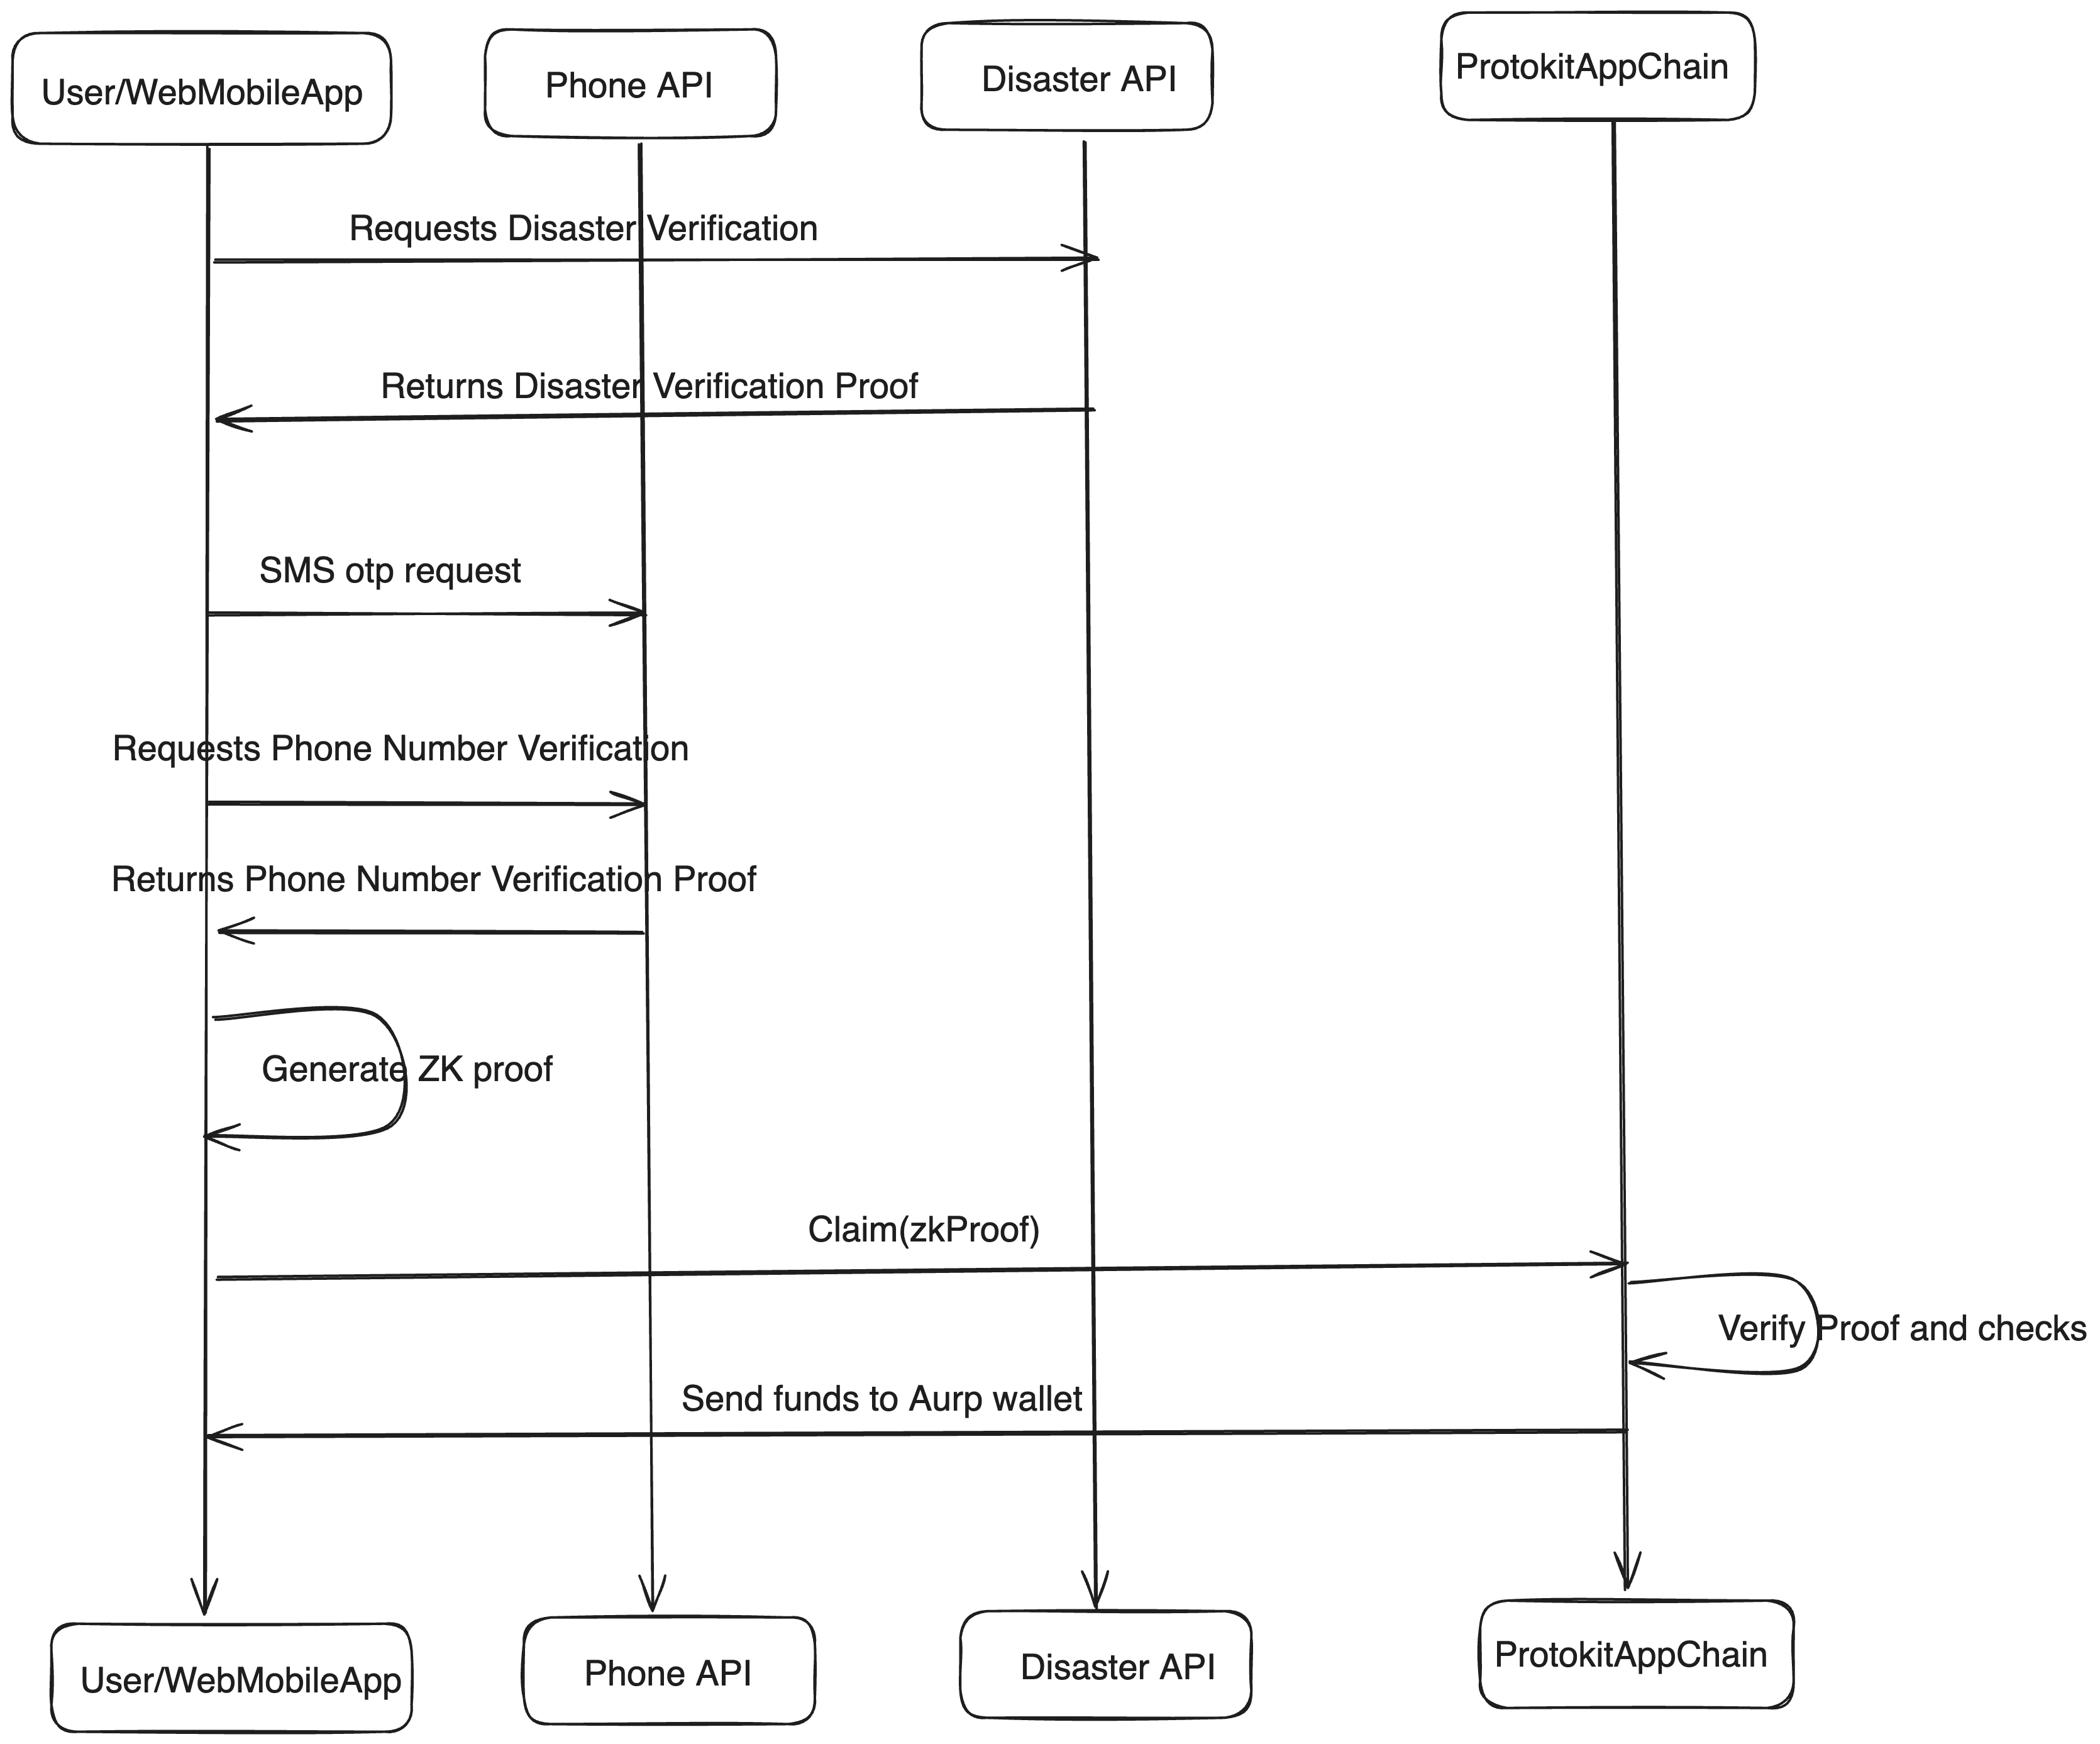 User/WebMobileApp
Phone API
Disaster API
ProtokitAppChain
Requests Disaster Verification
Returns Disaster Verification Proof
SMS otp request
Requests Phone Number Verification
Returns Phone Number Verification Proof
Generate ZK proof
Claim(zkProof)
Verify Proof and checks
Send funds to Aurp wallet
User/WebMobileApp
Phone API
Disaster API
ProtokitAppChain